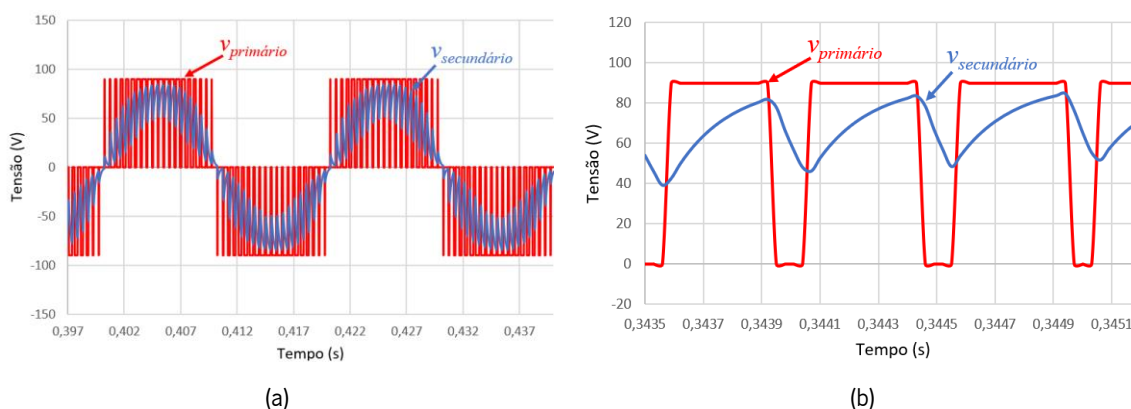 150
100
50
0
-50
-100
-150
Tensão (V)
v primário
v secundário
0,397 0,402 0,407 0,412 0,417 0,422 0,427 0,432 0,437
Tempo (s)
(a)
120
100
80
60
40
20
0
-20
Tensão (V)
v primário
v secundário
0,3435 0,3437 0,3439 0,3441 0,3443 0,3445 0,3447 0,3449 0,3451
Tempo (s)
(b)